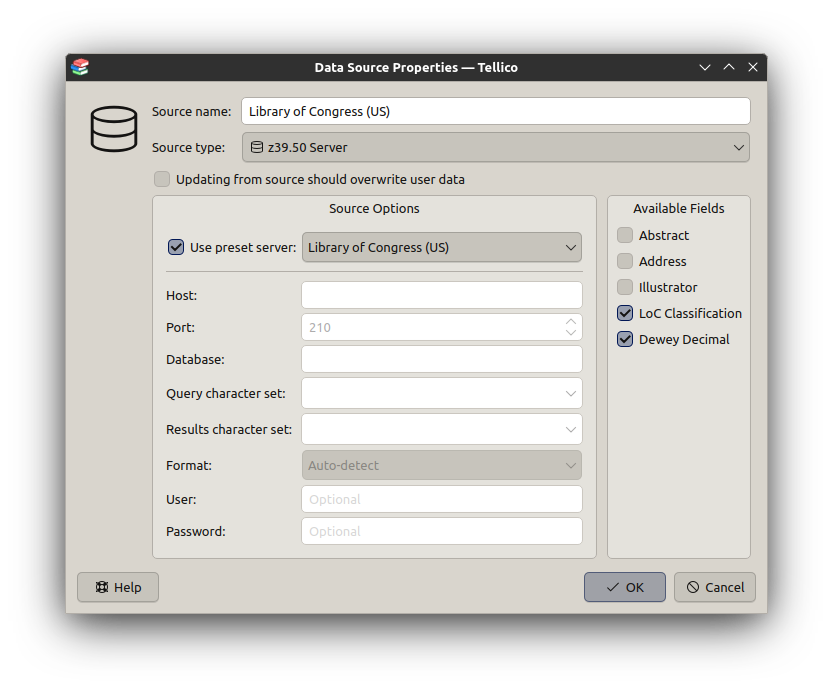 Data Source Properties — Tellico
Source name: Library of Congress (US)
Source type: z39.50 Server
Updating from source should overwrite user data
Source Options
Use preset server: Library of Congress (US)
Host:
Port: 210
Database:
Query character set:
Results character set:
Format: Auto-detect
User: Optional
Password: Optional
Available Fields
Abstract
Address
Illustrator
LoC Classification
Dewey Decimal
Help
OK
Cancel